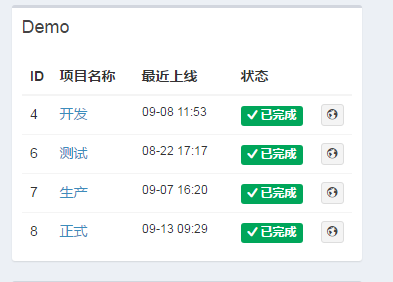 Demo
ID 项目名称 最近上线 状态
4 开发 09-08 11:53 已完成
6 测试 08-22 17:17 已完成
7 生产 09-07 16:20 已完成
8 正式 09-13 09:29 已完成